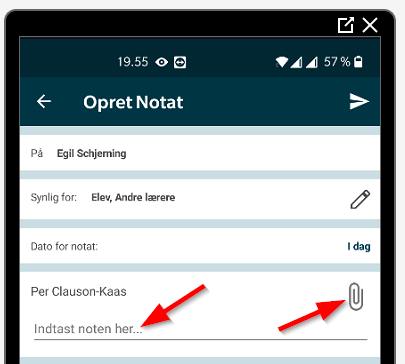 19.55 57 %
Opret Notat
På Egil Schjerning
Synlig for: Elev, Andre lærere
Dato for notat: I dag
Per Clauson-Kaas
Indtast noten her...